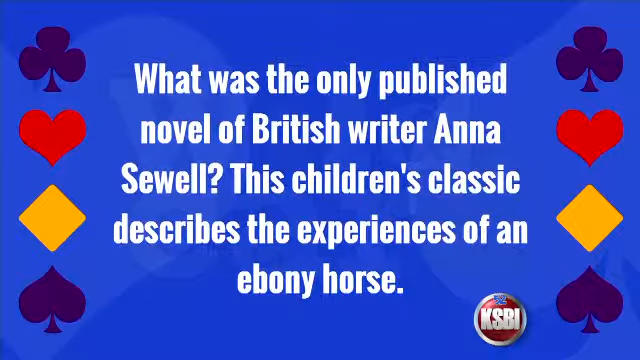 What was the only published
novel of British writer Anna
Sewell? This children's classic
describes the experiences of an
ebony horse.
KSBI